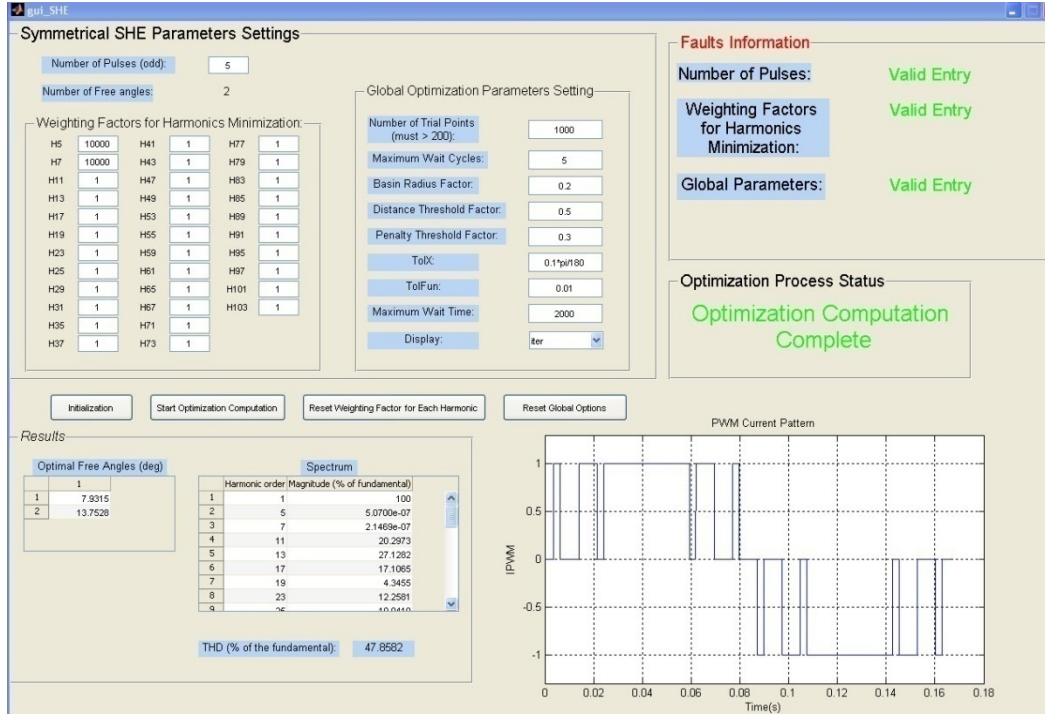 gui_SHE
Symmetrical SHE Parameters Settings
Number of Pulses (odd): 5
Number of Free angles: 2
Weighting Factors for Harmonics Minimization:
H5 10000 H41 1 H77 1
H7 10000 H43 1 H79 1
H11 1 H47 1 H83 1
H13 1 H49 1 H85 1
H17 1 H53 1 H89 1
H19 1 H55 1 H91 1
H23 1 H59 1 H95 1
H25 1 H61 1 H97 1
H29 1 H65 1 H101 1
H31 1 H67 1 H103 1
H35 1 H71 1
H37 1 H73 1
Global Optimization Parameters Setting
Number of Trial Points
(must > 200): 1000
Maximum Wait Cycles: 5
Basin Radius Factor: 0.2
Distance Threshold Factor: 0.5
Penalty Threshold Factor: 0.3
TolX: 0.1*pi/180
TolFun: 0.01
Maximum Wait Time: 2000
Display: iter
Faults Information
Number of Pulses: Valid Entry
Weighting Factors Valid Entry
for Harmonics
Minimization:
Global Parameters: Valid Entry
Optimization Process Status
Optimization Computation
Complete
Initialization
Start Optimization Computation
Reset Weighting Factor for Each Harmonic
Reset Global Options
Results
Optimal Free Angles (deg)
1
1 7.9315
2 13.7528
Spectrum
Harmonic order Magnitude (% of fundamental)
1 1 100
2 5 5.0700e-07
3 7 2.1469e-07
4 11 20.2973
5 13 27.1282
6 17 17.1065
7 19 4.3455
8 23 12.2581
9
THD (% of the fundamental): 47.8582
PWM Current Pattern
1
0.5
0
-0.5
-1
IPWM
0 0.02 0.04 0.06 0.08 0.1 0.12 0.14 0.16 0.18
Time(s)